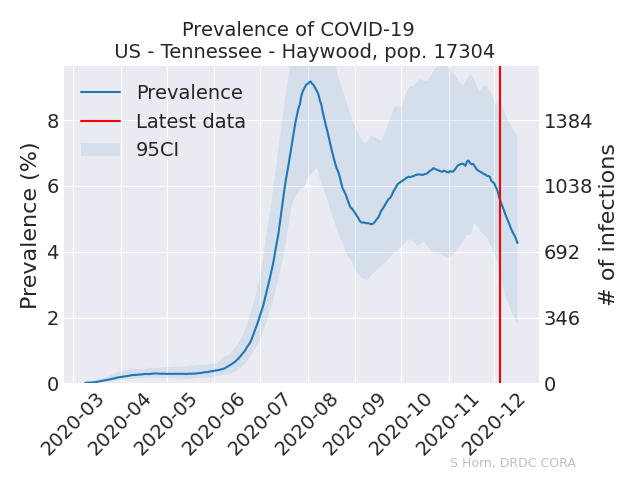 Prevalence of COVID-19
US - Tennessee - Haywood, pop. 17304
Prevalence
Latest data
95CI
Prevalence (%)
8
6
4
2
0
1384
1038
692
346
0
# of infections
2020-03
2020-04
2020-05
2020-06
2020-07
2020-08
2020-09
2020-10
2020-11
2020-12
S Horn, DRDC CORA